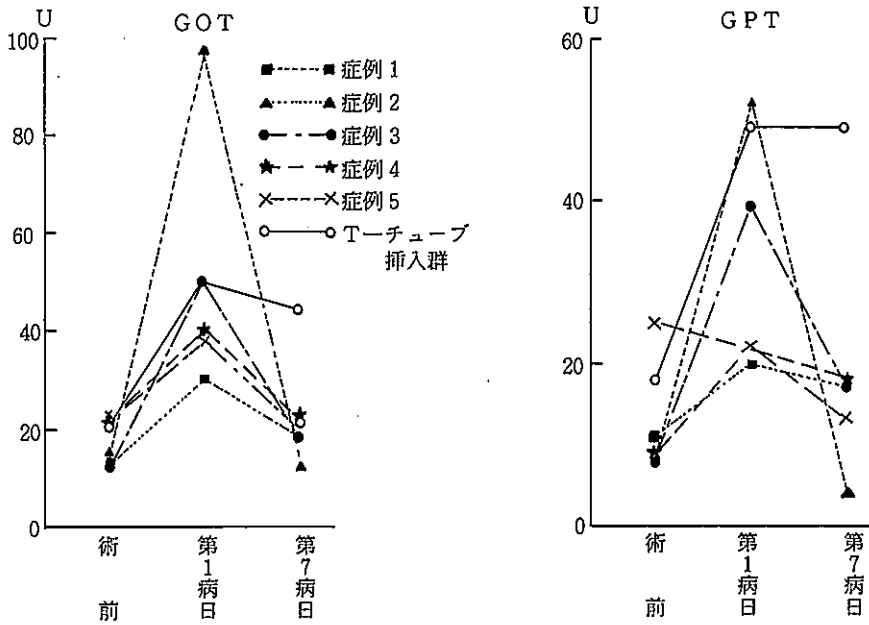 U
GOT
100
80
60
40
20
0
症例1
症例2
症例3
症例4
症例5
T—チューブ
挿入群
術前
第1病日
第7病日
U
GPT
60
40
20
0
術前
第1病日
第7病日